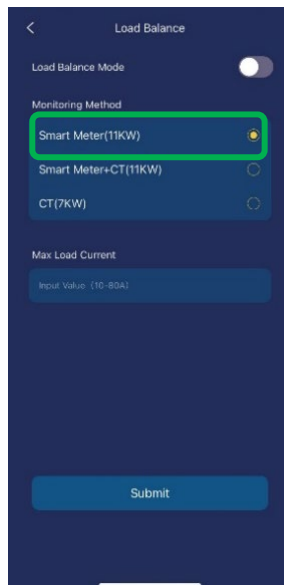 Load Balance
Load Balance Mode
Monitoring Method
Smart Meter(11KW)
Smart Meter+CT(11KW)
CT(7KW)
Max Load Current
Input Value (10-80A)
Submit